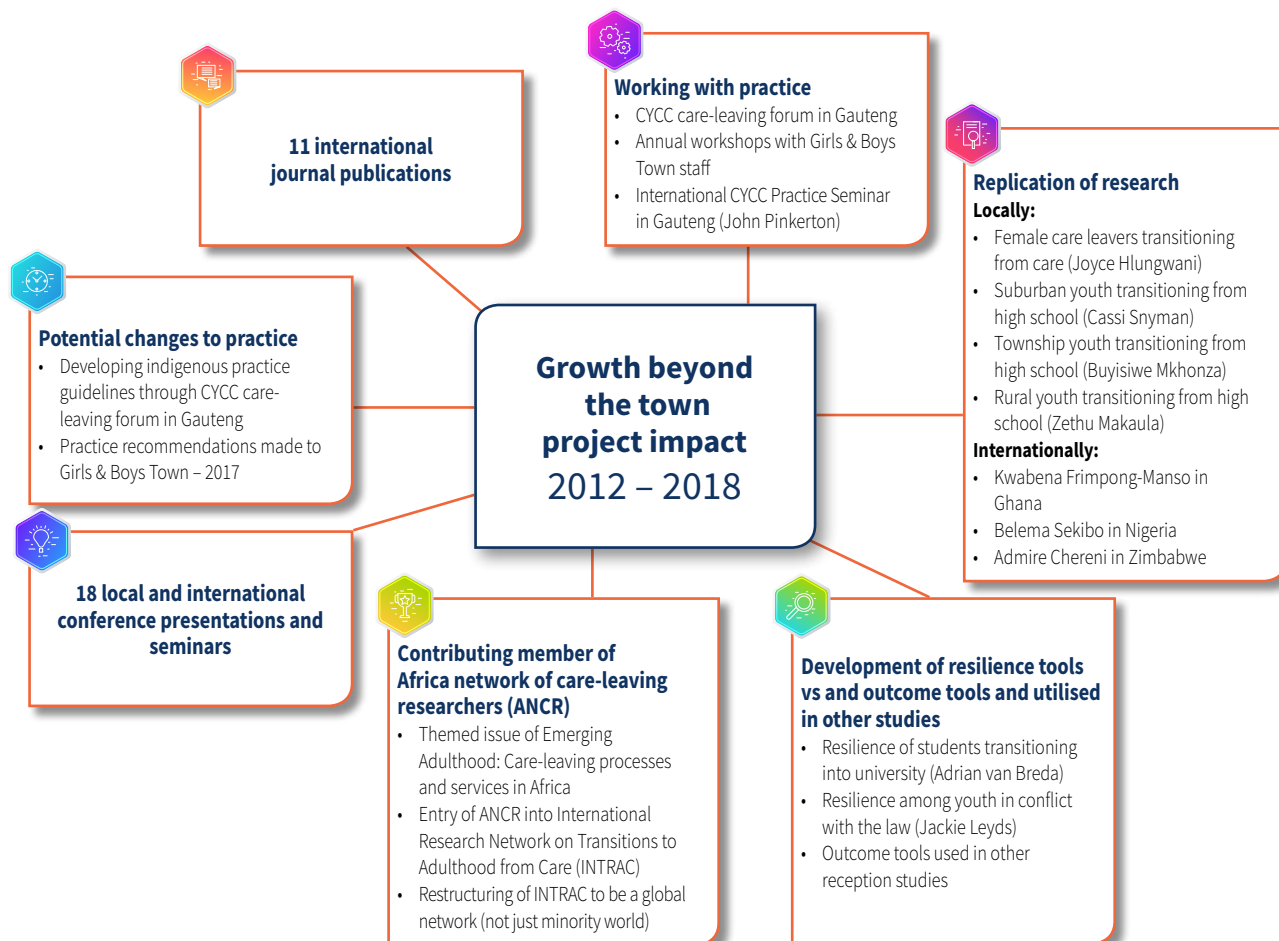 11 international
journal publications
Working with practice
• CYCC care-leaving forum in Gauteng
• Annual workshops with Girls & Boys
Town staff
• International CYCC Practice Seminar
in Gauteng (John Pinkerton)
Replication of research
Locally:
• Female care leavers transitioning
from care (Joyce Hlungwani)
• Suburban youth transitioning from
high school (Cassi Snyman)
• Township youth transitioning from
high school (Buyisiwe Mkhonza)
• Rural youth transitioning from high
school (Zethu Makaula)
Internationally:
• Kwabena Frimpong-Manso in
Ghana
• Belema Sekibo in Nigeria
• Admire Chereni in Zimbabwe
Potential changes to practice
• Developing indigenous practice
guidelines through CYCC care-
leaving forum in Gauteng
• Practice recommendations made to
Girls & Boys Town – 2017
Growth beyond
the town
project impact
2012 – 2018
18 local and international
conference presentations and
seminars
Contributing member of
Africa network of care-leaving
researchers (ANCR)
• Themed issue of Emerging
Adulthood: Care-leaving processes
and services in Africa
• Entry of ANCR into International
Research Network on Transitions to
Adulthood from Care (INTRAC)
• Restructuring of INTRAC to be a global
network (not just minority world)
Development of resilience tools
vs and outcome tools and utilised
in other studies
• Resilience of students transitioning
into university (Adrian van Breda)
• Resilience among youth in conflict
with the law (Jackie Leyds)
• Outcome tools used in other
reception studies